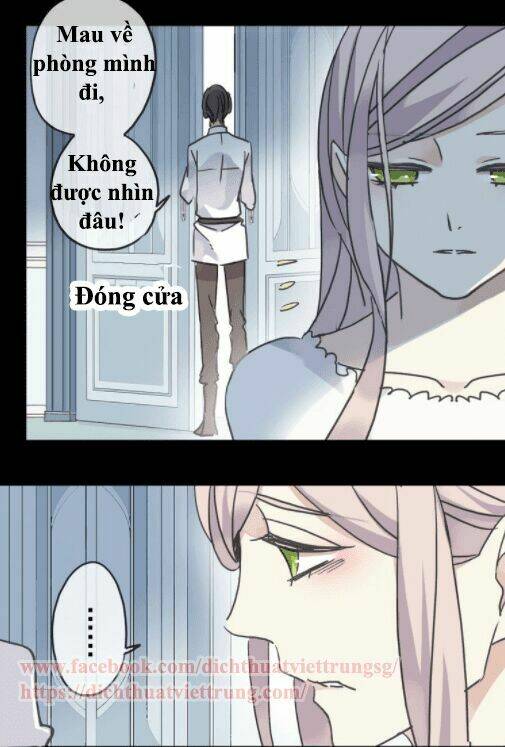 Mau về
phòng mình
đi,
Không
được nhìn
đâu!
Đóng cửa
......
www.facebook.com/dichthuatviettrungsg/
https://dichthuatviettrung.com/